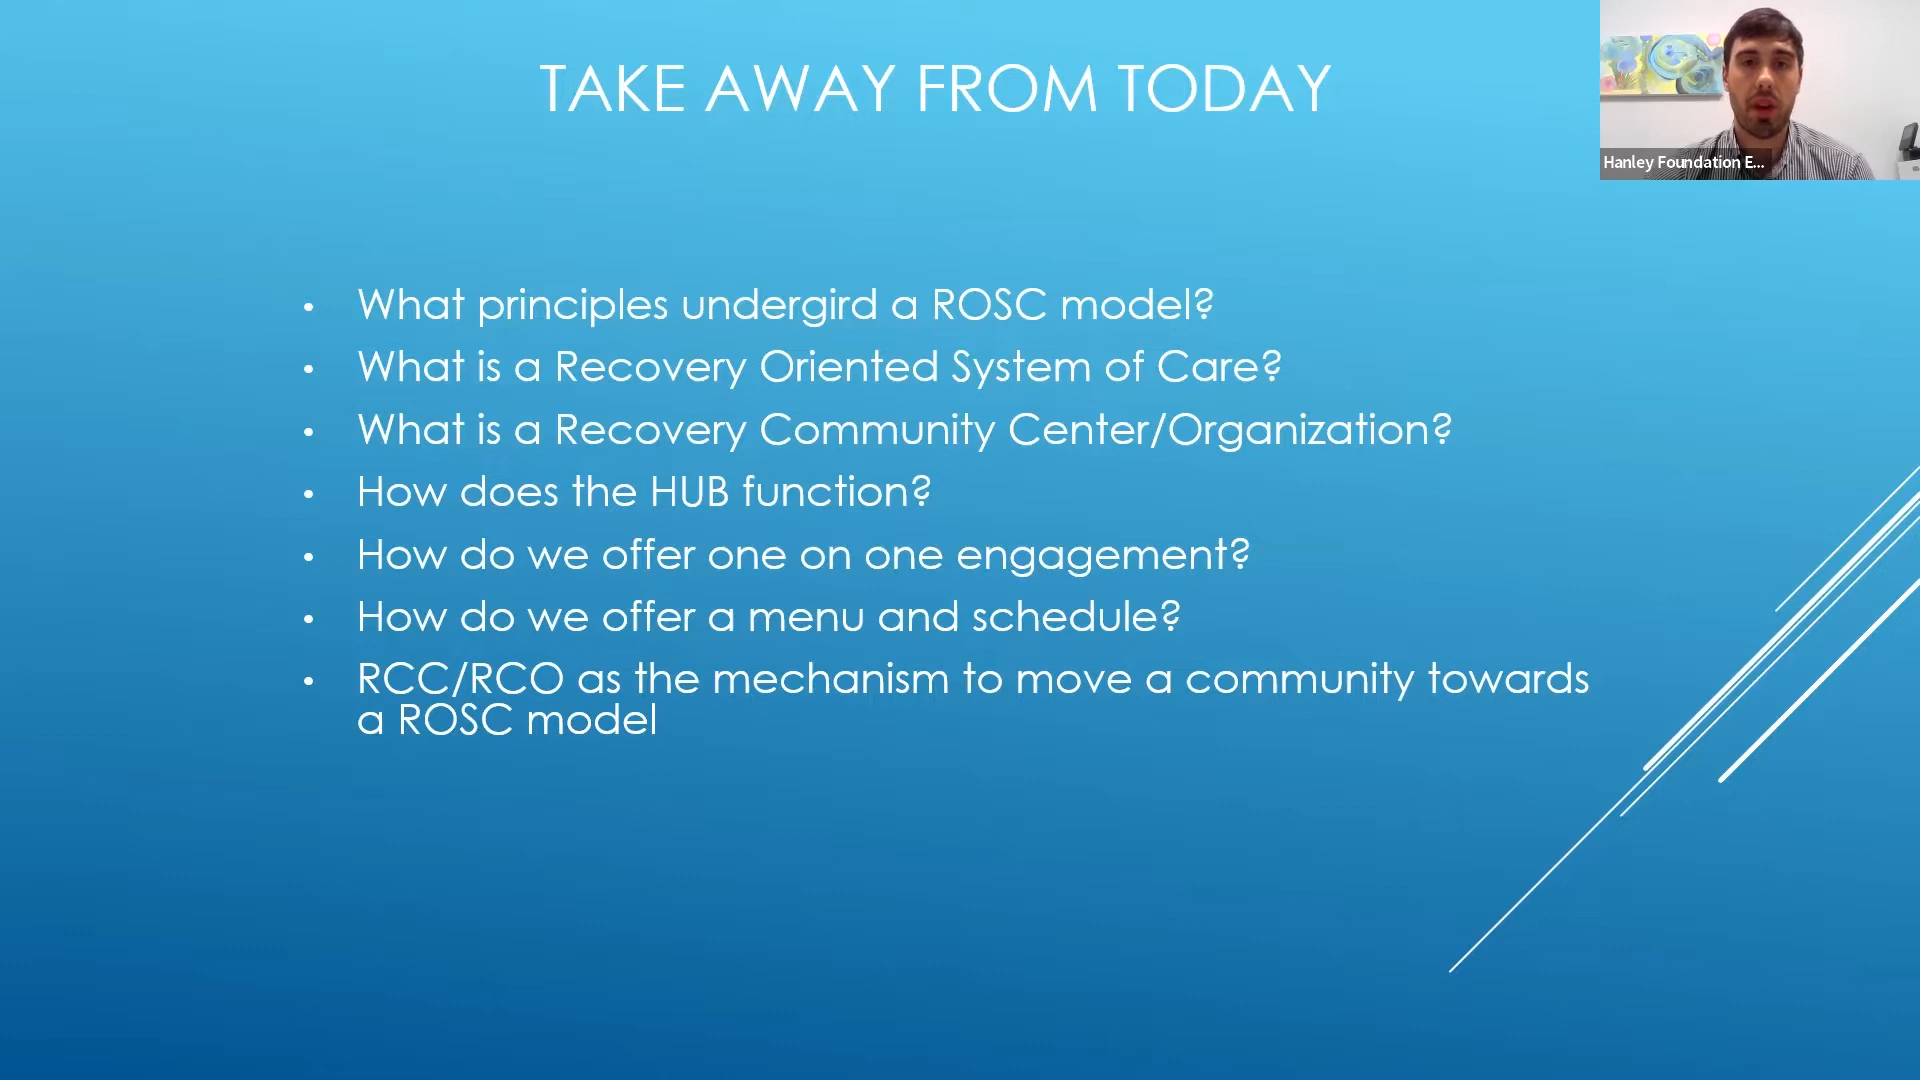 TAKE AWAY FROM TODAY
Hanley Foundation E...
• What principles undergird a ROSC model?
• What is a Recovery Oriented System of Care?
• What is a Recovery Community Center/Organization?
• How does the HUB function?
• How do we offer one on one engagement?
• How do we offer a menu and schedule?
• RCC/RCO as the mechanism to move a community towards
a ROSC model